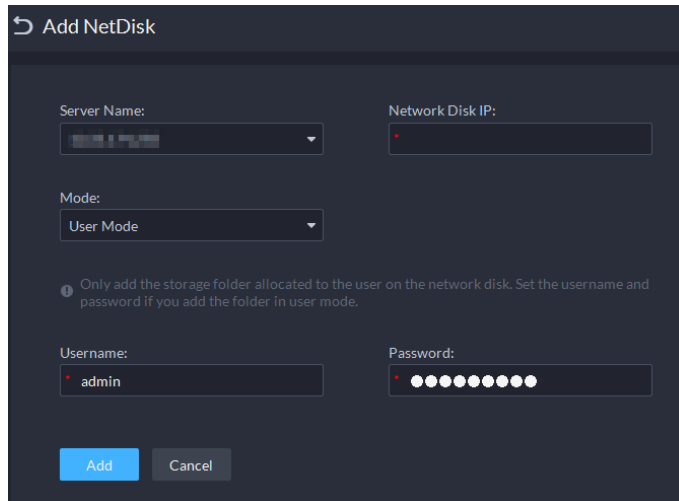 Add NetDisk
Server Name:
Network Disk IP:
*
Mode:
User Mode
Only add the storage folder allocated to the user on the network disk. Set the username and
password if you add the folder in user mode.
Username:
Password:
* admin
* ●●●●●●●●●
Add
Cancel